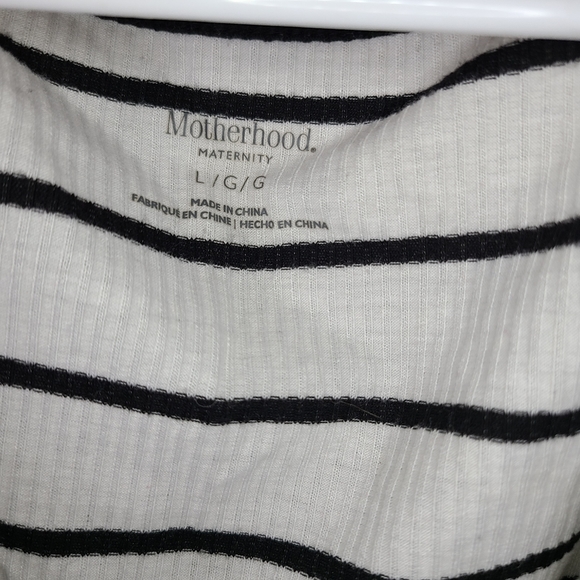 Motherhood®
MATERNITY
L/G/G
MADE IN CHINA
FABRIQUÉ EN CHINE | HECHO EN CHINA